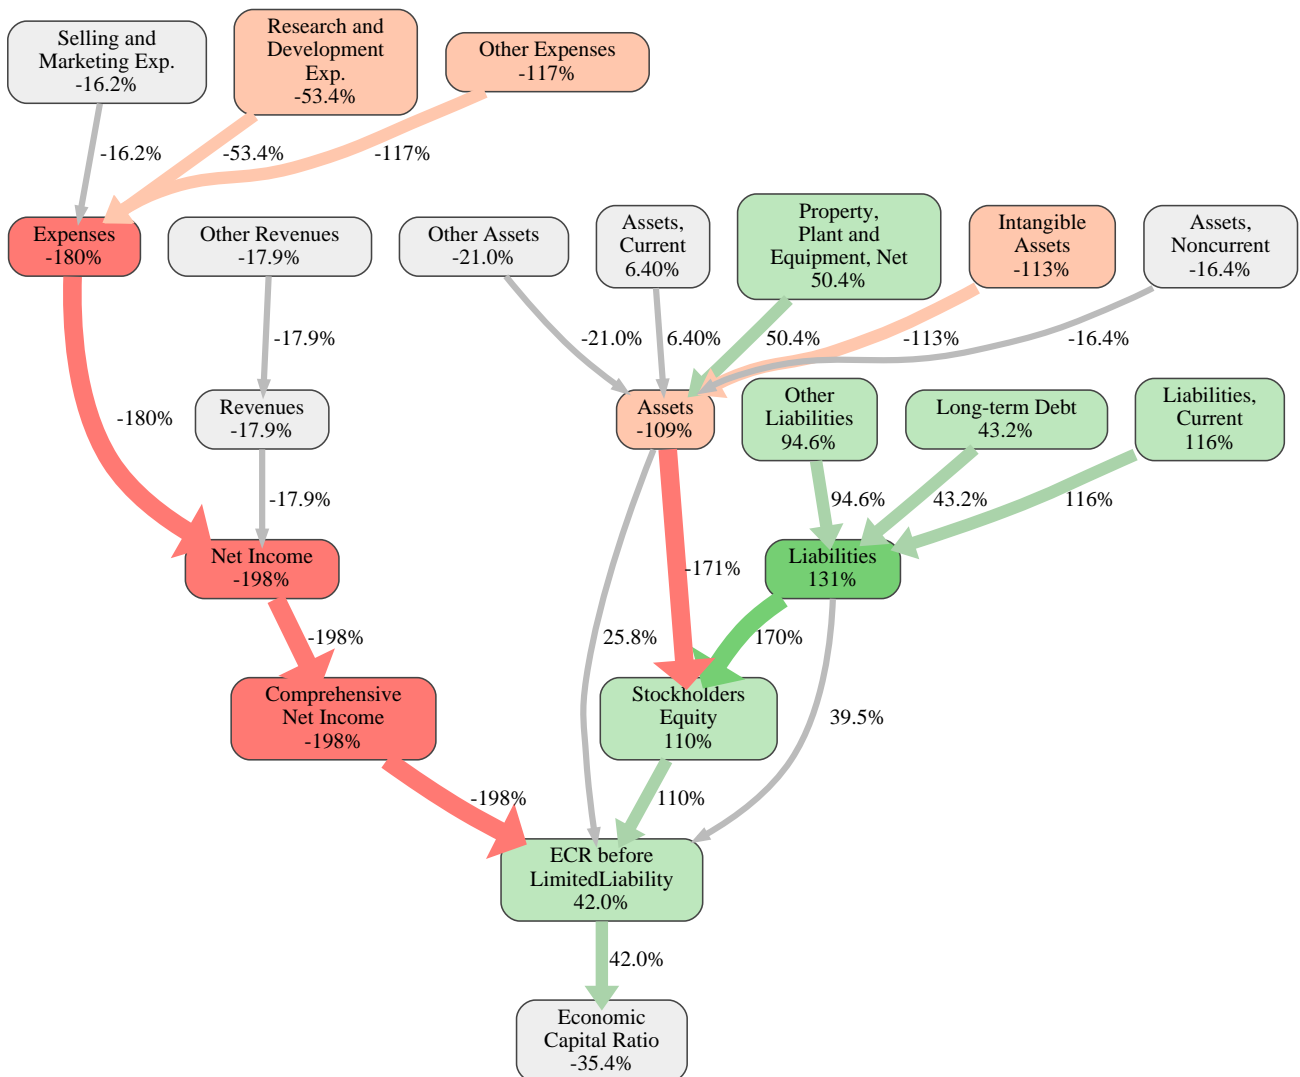 Selling and
Marketing Exp.
-16.2%
Research and
Development
Exp.
-53.4%
Other Expenses
-117%
-16.2%
-53.4%
-117%
Expenses
-180%
Other Revenues
-17.9%
Other Assets
-21.0%
Assets,
Current
6.40%
Property,
Plant and
Equipment, Net
50.4%
Intangible
Assets
-113%
Assets,
Noncurrent
-16.4%
-17.9%
-21.0%
6.40%
50.4%
-113%
-16.4%
-180%
Revenues
-17.9%
Assets
-109%
Other
Liabilities
94.6%
Long-term Debt
43.2%
Liabilities,
Current
116%
-17.9%
94.6%
43.2%
116%
Net Income
-198%
-171%
Liabilities
131%
-198%
25.8%
170%
Comprehensive
Net Income
-198%
Stockholders
Equity
110%
39.5%
-198%
110%
ECR before
LimitedLiability
42.0%
42.0%
Economic
Capital Ratio
-35.4%